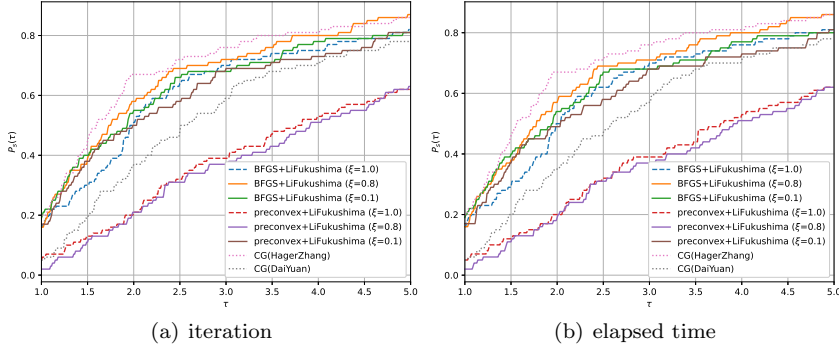 P_s(τ)
0.8
0.6
0.4
0.2
0.0
BFGS+LiFukushima (ξ=1.0)
BFGS+LiFukushima (ξ=0.8)
BFGS+LiFukushima (ξ=0.1)
preconvex+LiFukushima (ξ=1.0)
preconvex+LiFukushima (ξ=0.8)
preconvex+LiFukushima (ξ=0.1)
CG(HagerZhang)
CG(DaiYuan)
1.0 1.5 2.0 2.5 3.0 3.5 4.0 4.5 5.0
τ
(a) iteration
P_s(τ)
0.8
0.6
0.4
0.2
0.0
BFGS+LiFukushima (ξ=1.0)
BFGS+LiFukushima (ξ=0.8)
BFGS+LiFukushima (ξ=0.1)
preconvex+LiFukushima (ξ=1.0)
preconvex+LiFukushima (ξ=0.8)
preconvex+LiFukushima (ξ=0.1)
CG(HagerZhang)
CG(DaiYuan)
1.0 1.5 2.0 2.5 3.0 3.5 4.0 4.5 5.0
τ
(b) elapsed time